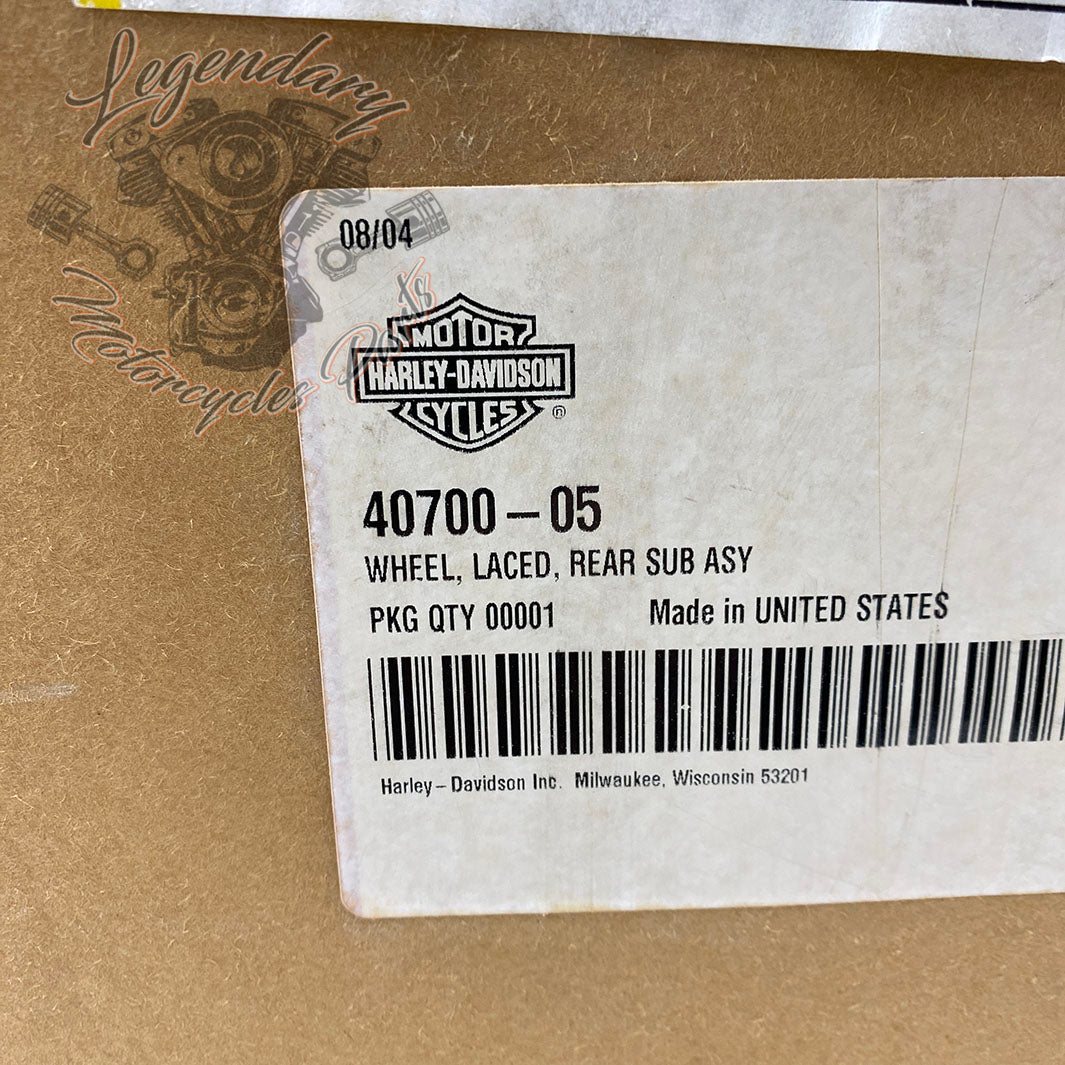 Legendary
Motorcycles Parts
08/04
MOTOR
HARLEY-DAVIDSON
CYCLES ®
40700-05
WHEEL, LACED, REAR SUB ASY
PKG QTY 00001 Made in UNITED STATES
Harley-Davidson Inc. Milwaukee, Wisconsin 53201